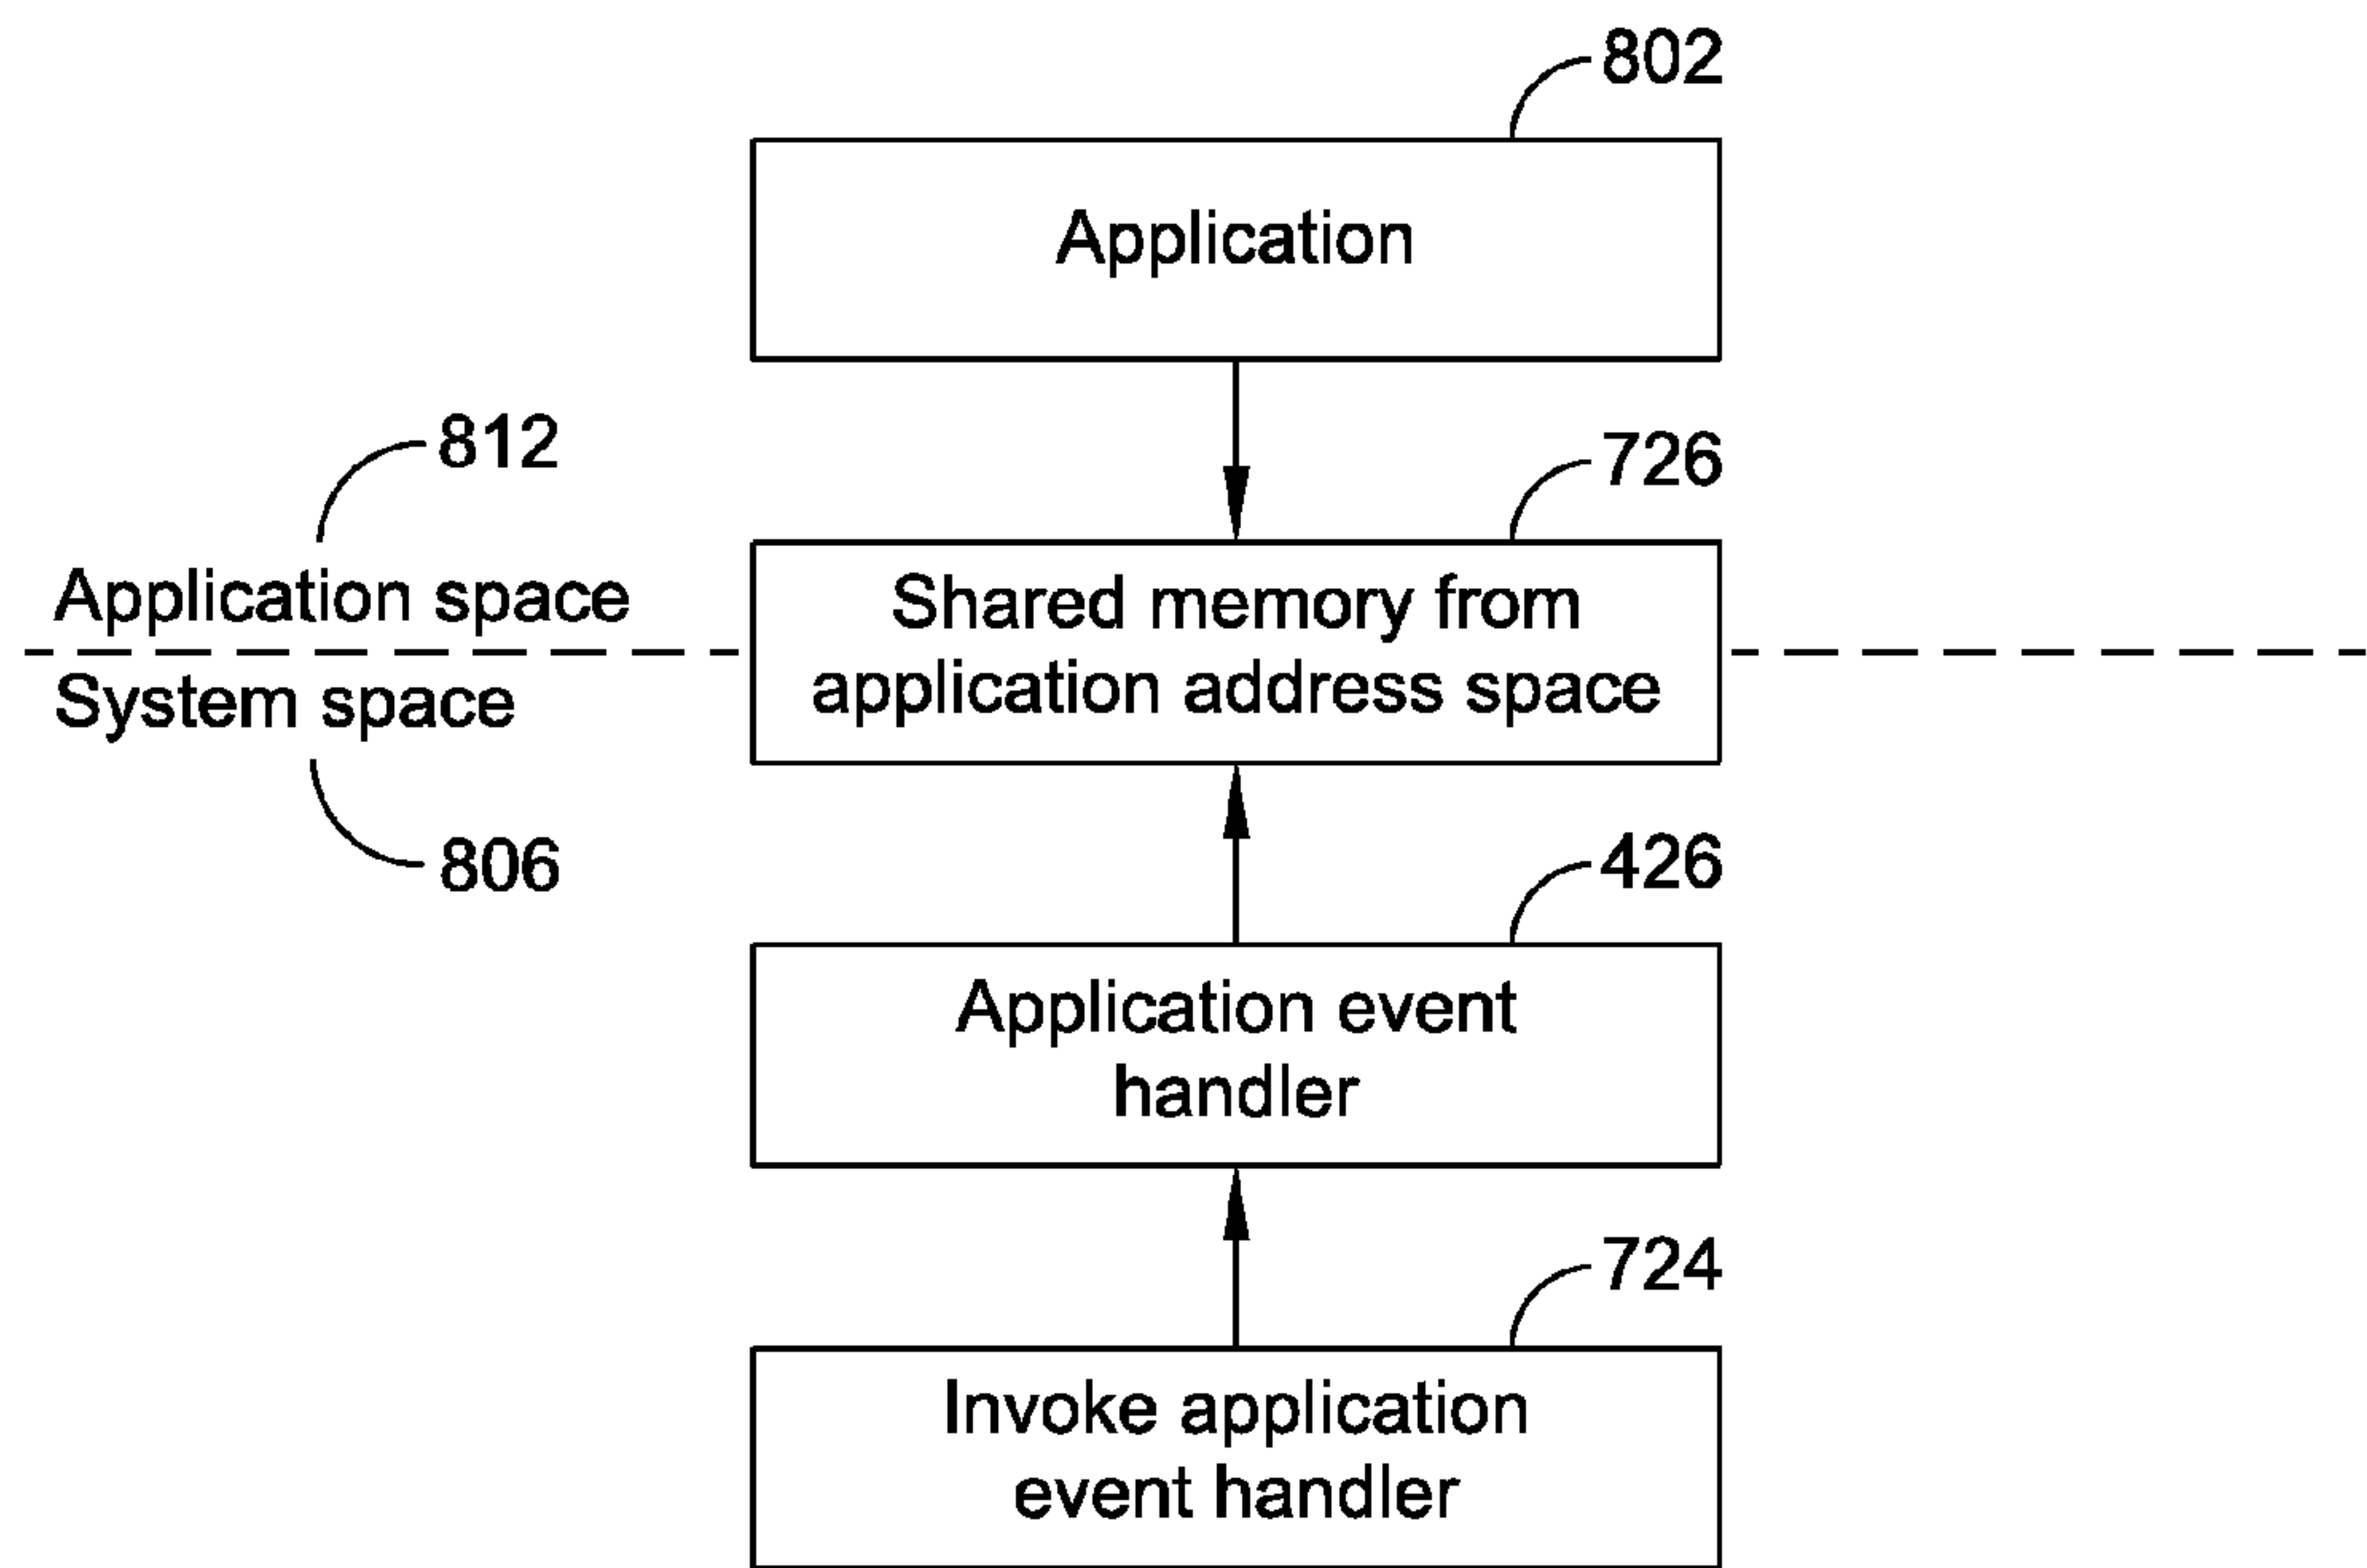 802
Application
812
726
Application space
Shared memory from
application address space
System space
806
426
Application event
handler
724
Invoke application
event handler